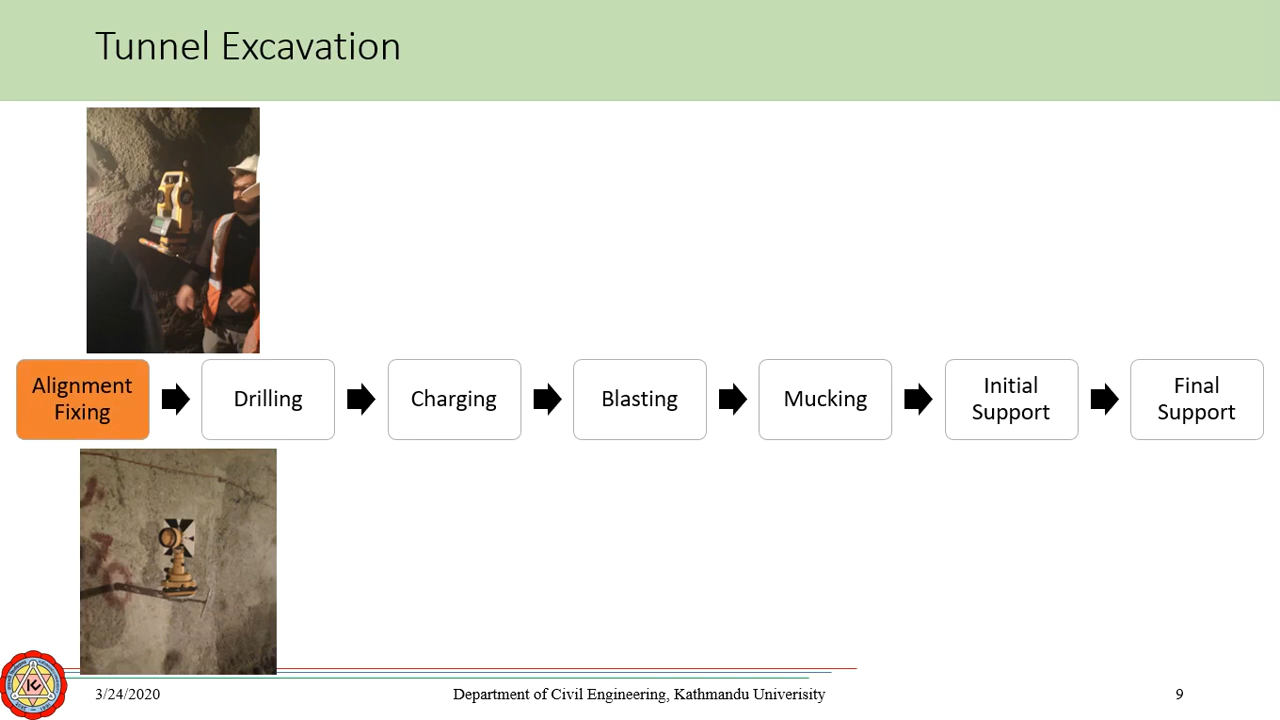 Tunnel Excavation
Alignment
Fixing
Drilling
Charging
Blasting
Mucking
Initial
Support
Final
Support
3/24/2020
Department of Civil Engineering, Kathmandu Univerisity
9